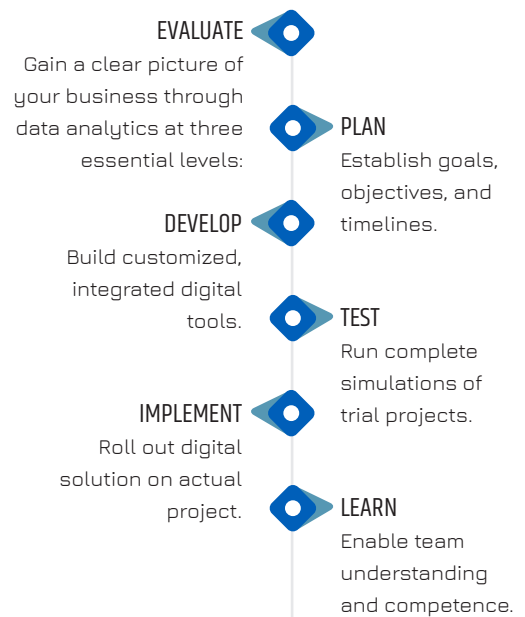 EVALUATE
Gain a clear picture of
your business through
data analytics at three
essential levels:
PLAN
Establish goals,
objectives, and
timelines.
DEVELOP
Build customized,
integrated digital
tools.
TEST
Run complete
simulations of
trial projects.
IMPLEMENT
Roll out digital
solution on actual
project.
LEARN
Enable team
understanding
and competence.